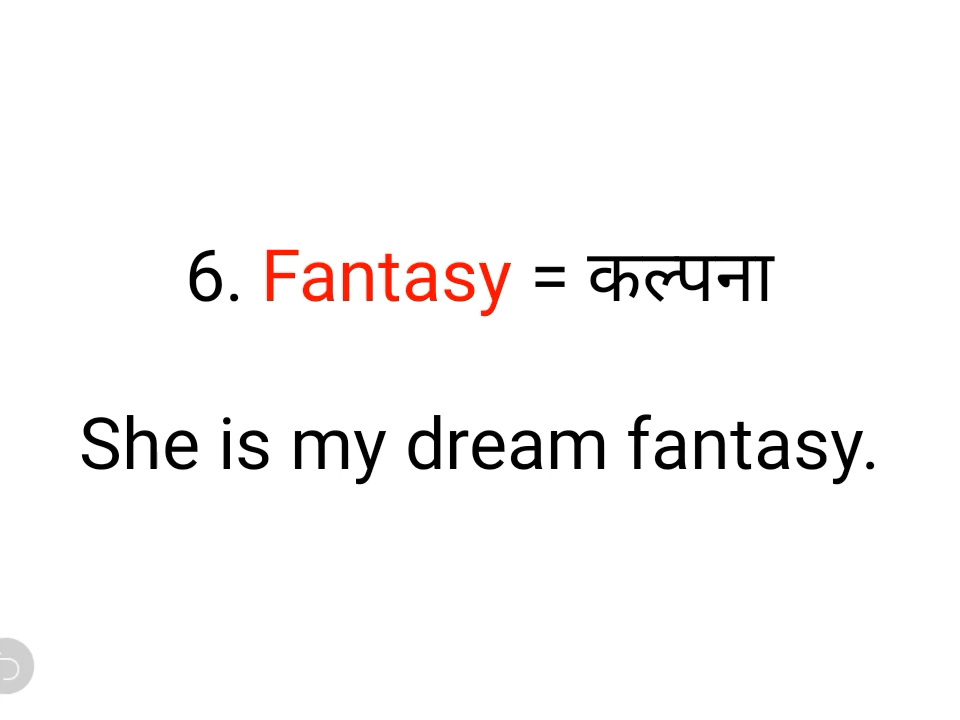 6. Fantasy = कल्पना
She is my dream fantasy.